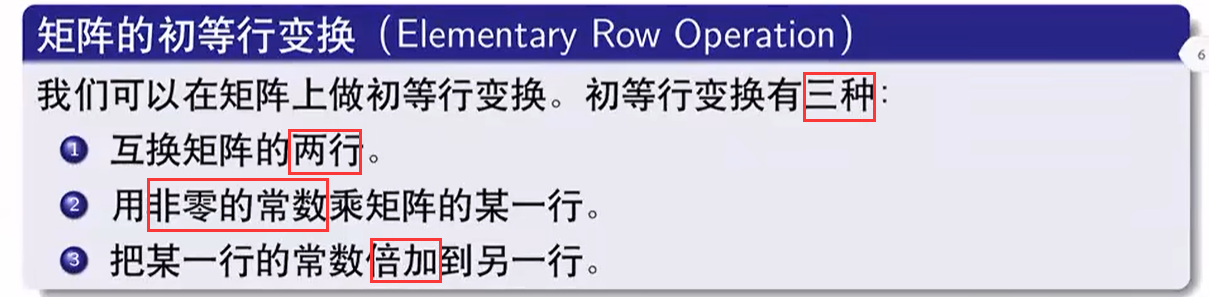 矩阵的初等行变换（Elementary Row Operation）
6
我们可以在矩阵上做初等行变换。初等行变换有三种：
1 互换矩阵的两行。
2 用非零的常数乘矩阵的某一行。
3 把某一行的常数倍加到另一行。